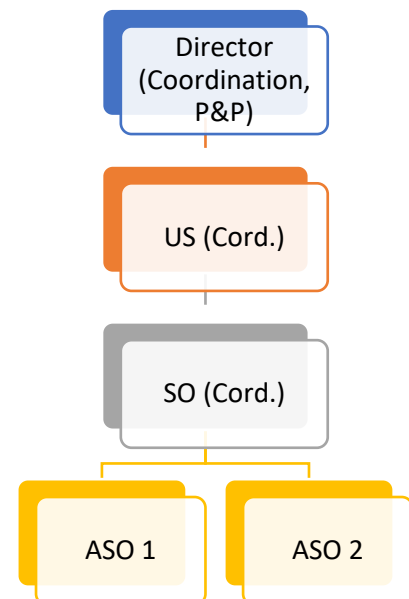 Director
(Coordination,
P&P)
US (Cord.)
SO (Cord.)
ASO 1
ASO 2